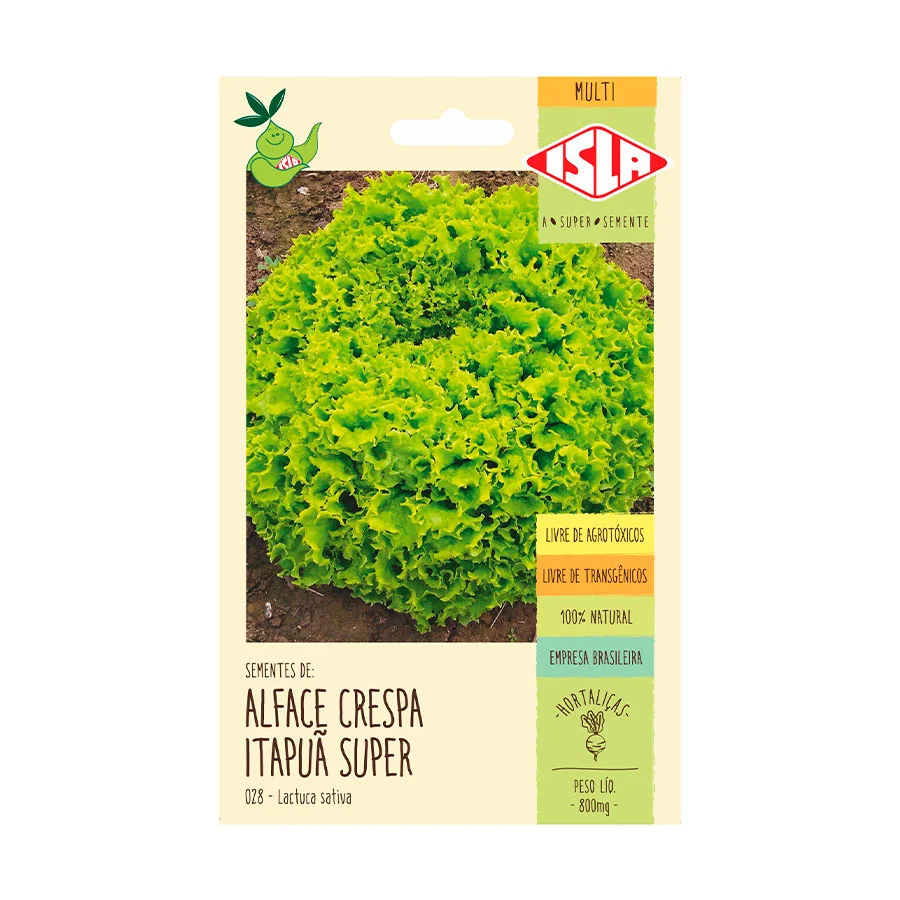 MULTI
ISLA
ISLA
A SUPER SEMENTE
LIVRE DE AGROTÓXICOS
LIVRE DE TRANSGÊNICOS
100% NATURAL
EMPRESA BRASILEIRA
-HORTALIÇAS-
PESO LÍQ.
- 800mg -
SEMENTES DE:
ALFACE CRESPA
ITAPUÃ SUPER
028 - Lactuca sativa